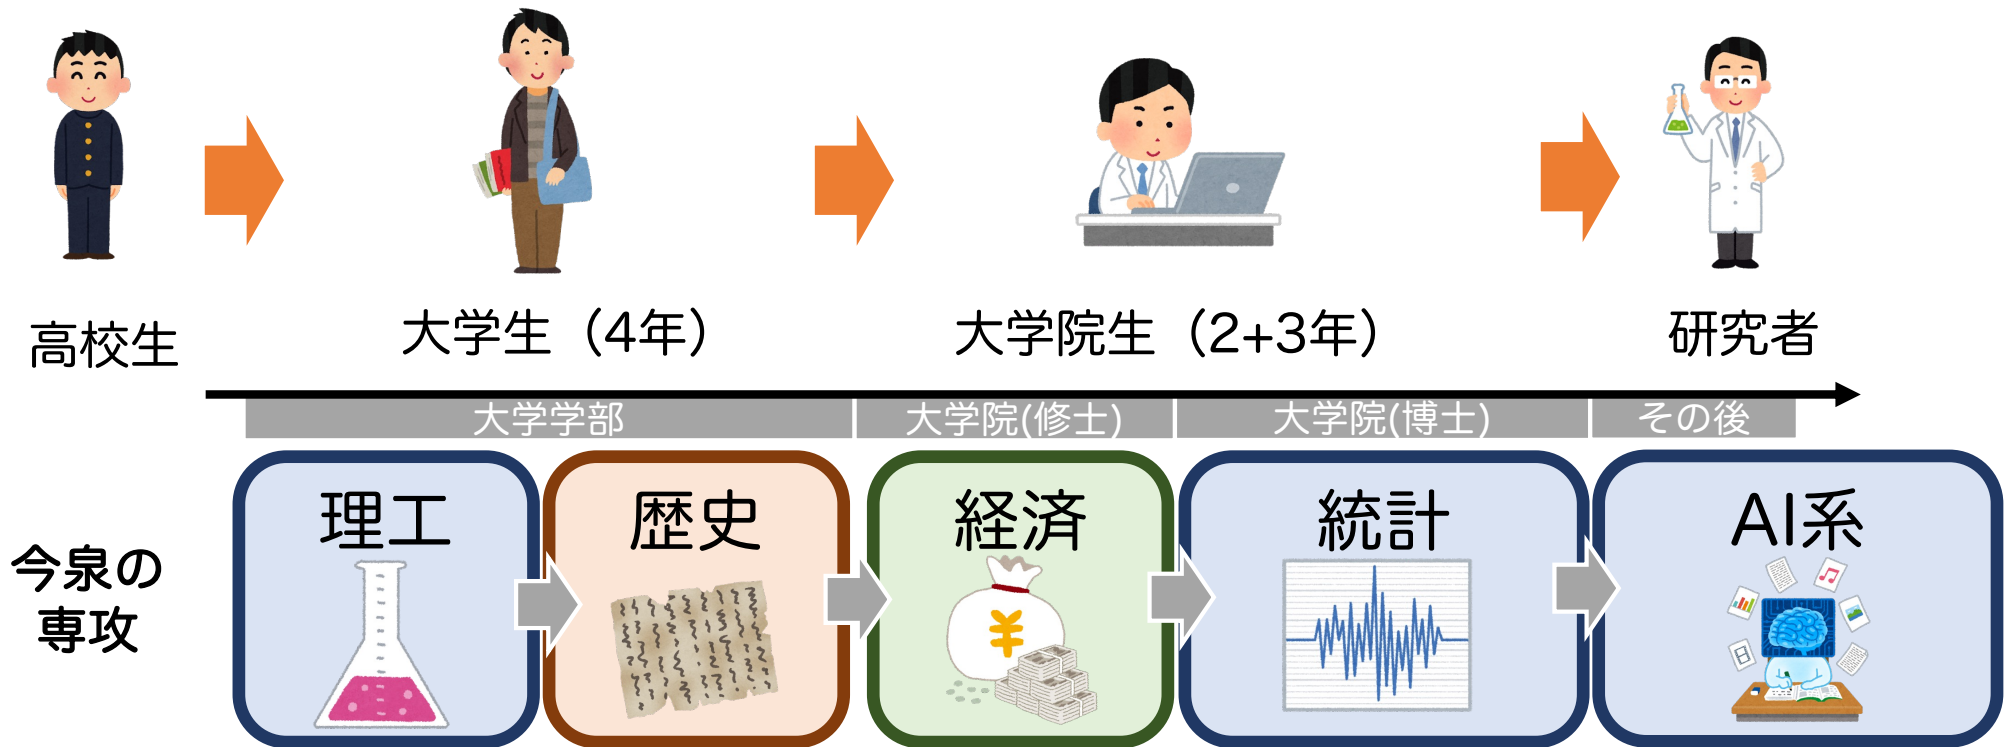 高校生
大学生（4年）
大学院生（2+3年）
研究者
大学学部
大学院(修士)
大学院(博士)
その後
今泉の
専攻
理工
歴史
経済
統計
AI系
¥